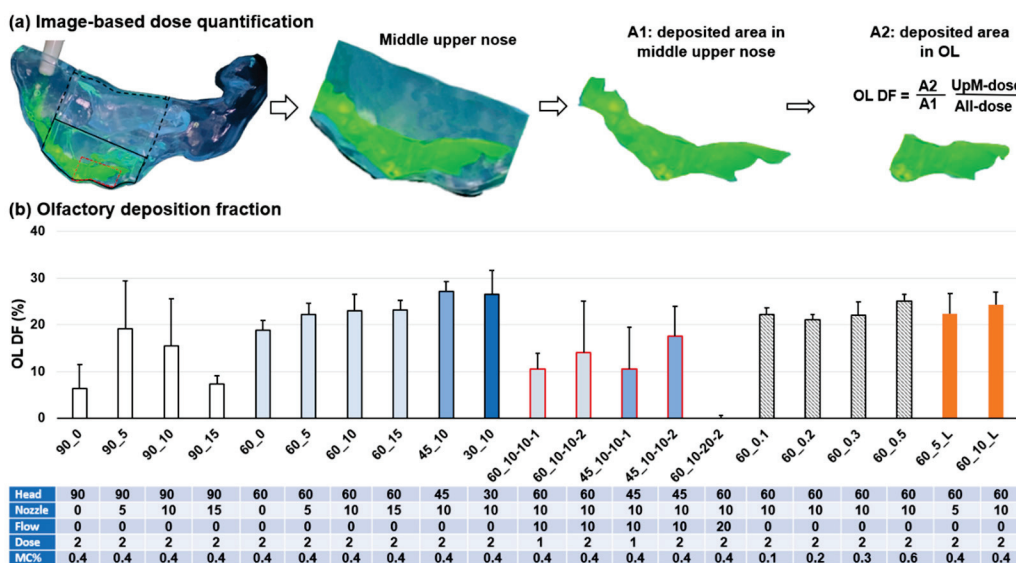 (a) Image-based dose quantification
Middle upper nose
A1: deposited area in
middle upper nose
A2: deposited area
in OL
OL DF = A2/A1 UpM-dose/All-dose
(b) Olfactory deposition fraction
OL DF (%)
40
30
20
10
0
90_0 90_5 90_10 90_15 60_0 60_5 60_10 60_15 45_10 30_10 60_10-10-1 60_10-10-2 45_10-10-1 45_10-10-2 60_10-20-2 60_0.1 60_0.2 60_0.3 60_0.5 60_5_L 60_10_L
Head 90 90 90 90 60 60 60 60 45 30 60 60 45 45 60 60 60 60 60 60 60
Nozzle 0 5 10 15 0 5 10 15 10 10 10 10 10 10 10 10 10 10 10 5 10
Flow 0 0 0 0 0 0 0 0 0 0 10 10 10 10 20 0 0 0 0 0 0
Dose 2 2 2 2 2 2 2 2 2 2 1 2 1 2 2 2 2 2 2 2 2
MC% 0.4 0.4 0.4 0.4 0.4 0.4 0.4 0.4 0.4 0.4 0.4 0.4 0.4 0.4 0.4 0.1 0.2 0.3 0.6 0.4 0.4